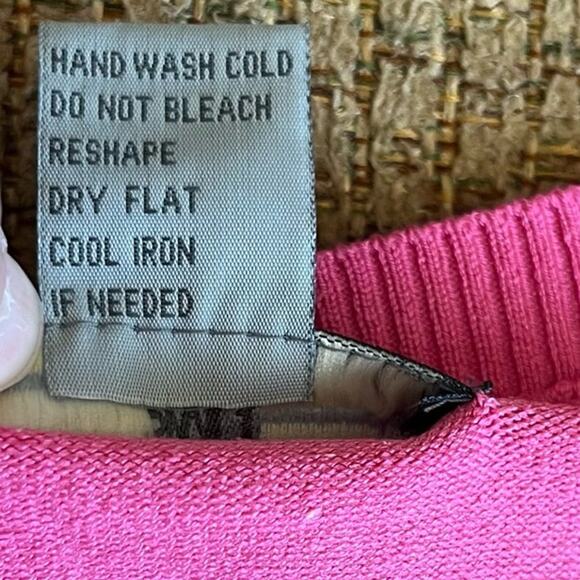 HAND WASH COLD
DO NOT BLEACH
RESHAPE
DRY FLAT
COOL IRON
IF NEEDED